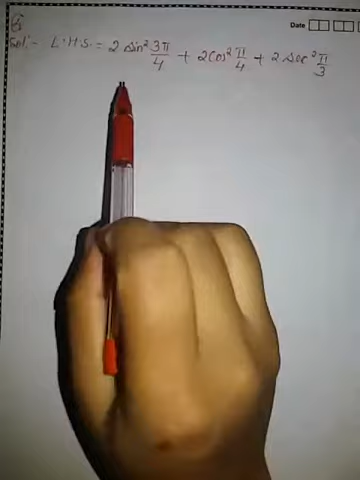 Date
Sol:- L.H.S. = 2 sin² 3π/4 + 2cos² π/4 + 2 sec² π/3